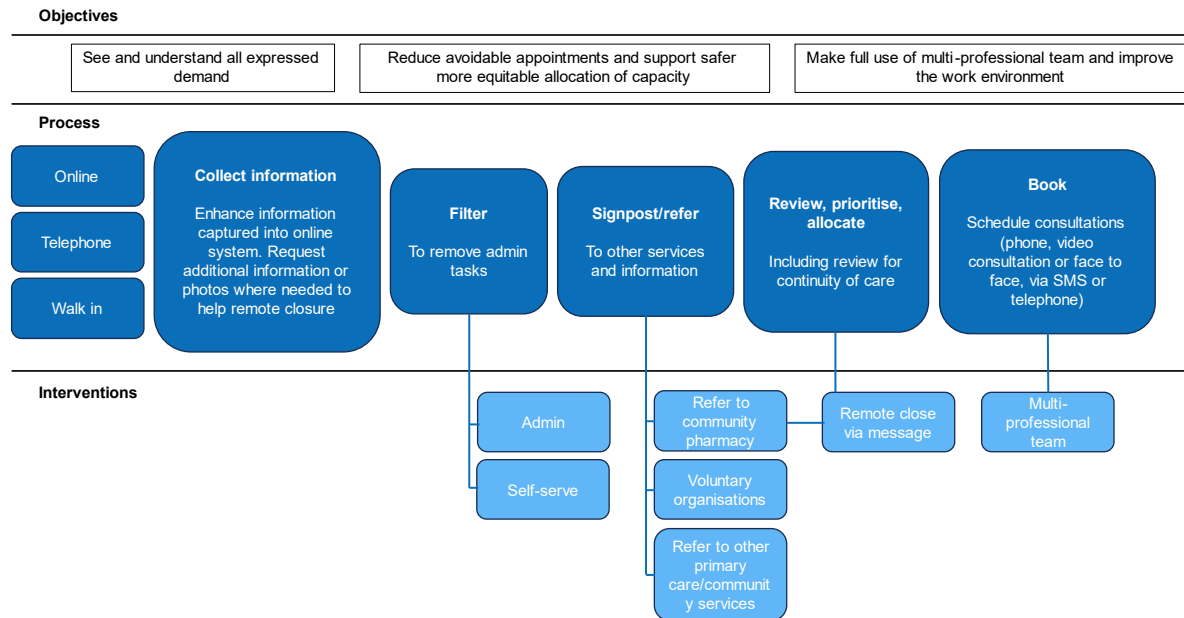 Objectives
See and understand all expressed
demand
Reduce avoidable appointments and support safer
more equitable allocation of capacity
Make full use of multi-professional team and improve
the work environment
Process
Online
Telephone
Walk in
Collect information
Enhance information
captured into online
system. Request
additional information or
photos where needed to
help remote closure
Filter
To remove admin
tasks
Signpost/refer
To other services
and information
Review, prioritise,
allocate
Including review for
continuity of care
Book
Schedule consultations
(phone, video
consultation or face to
face, via SMS or
telephone)
Interventions
Admin
Self-serve
Refer to
community
pharmacy
Voluntary
organisations
Refer to other
primary
care/communit
y services
Remote close
via message
Multi-
professional
team